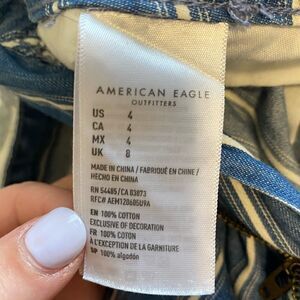 AMERICAN EAGLE
OUTFITTERS
US 4
CA 4
MX 4
UK 8
MADE IN CHINA / FABRIQUÉ EN CHINE /
HECHO EN CHINA
RN 54485/CA 83873
RFC# AEM120605U9A
EN 100% COTTON
EXCLUSIVE OF DECORATION
FR 100% COTON
À L'EXCEPTION DE LA GARNITURE
SP 100% algodón